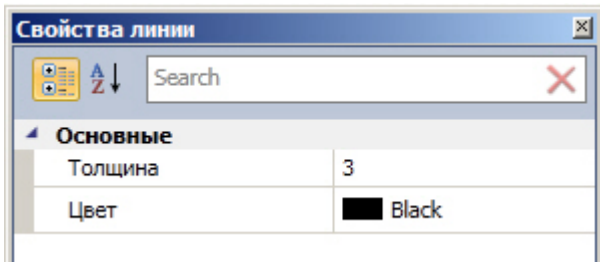 Свойства линии
A
Z
Search
Основные
Толщина 3
Цвет Black